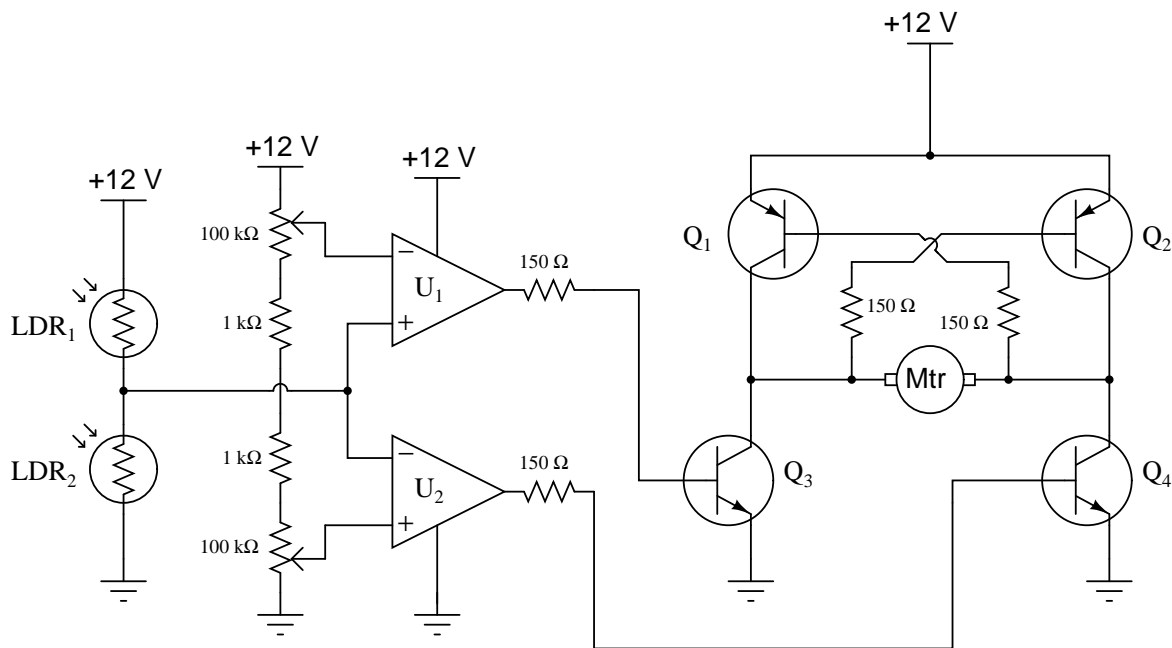 +12 V
+12 V
+12 V
+12 V
100 kΩ
Q₁
Q₂
−
U₁
+
150 Ω
LDR₁
1 kΩ
150 Ω
150 Ω
Mtr
LDR₂
1 kΩ
−
U₂
+
150 Ω
Q₃
Q₄
100 kΩ